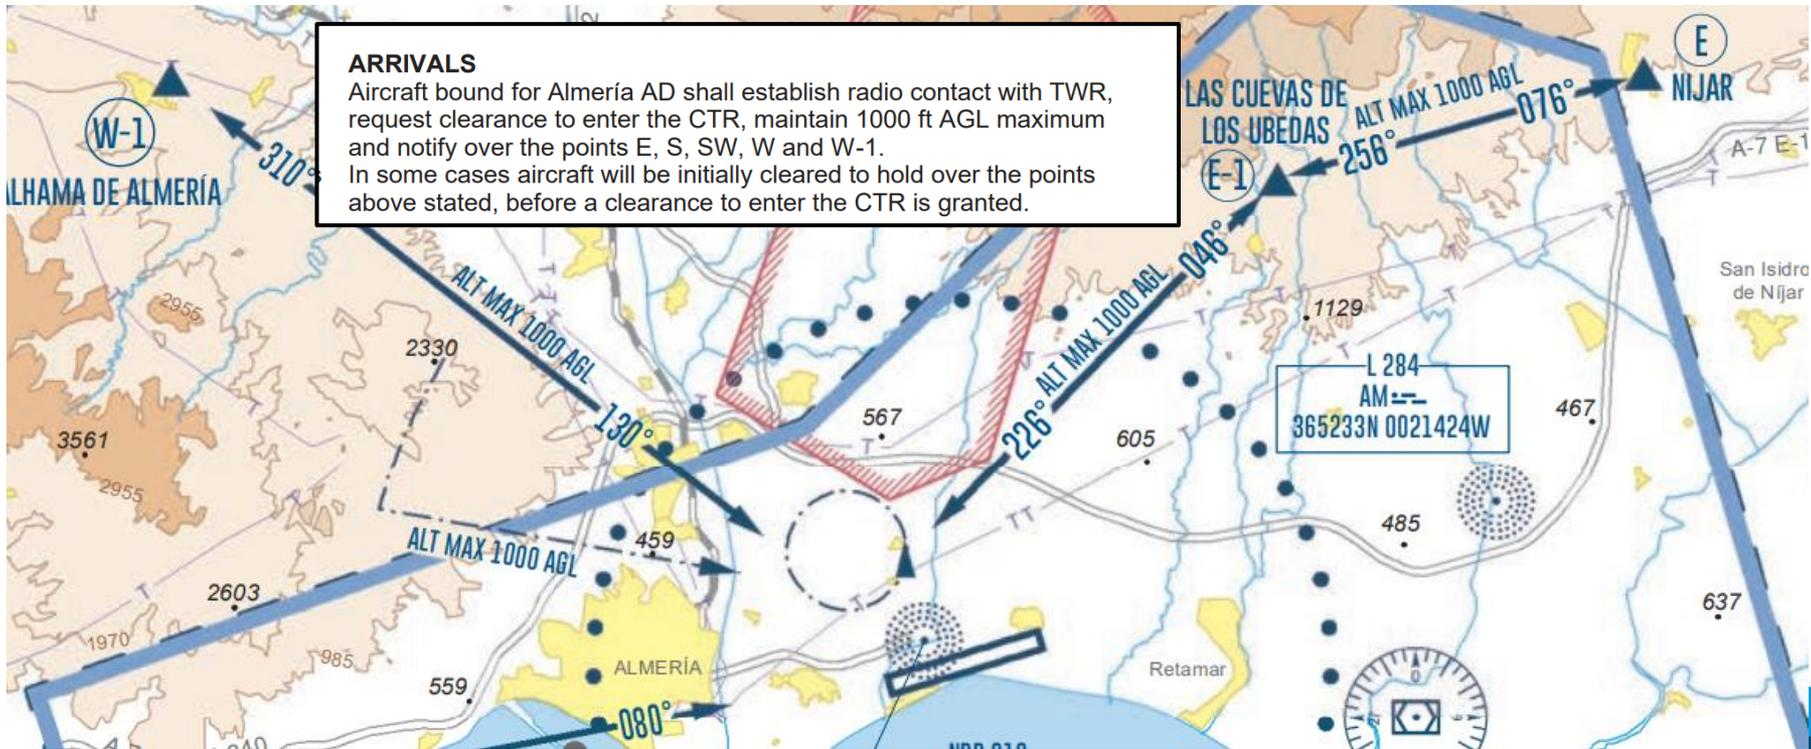 ARRIVALS
Aircraft bound for Almería AD shall establish radio contact with TWR,
request clearance to enter the CTR, maintain 1000 ft AGL maximum
and notify over the points E, S, SW, W and W-1.
In some cases aircraft will be initially cleared to hold over the points
above stated, before a clearance to enter the CTR is granted.
E
NIJAR
ALT MAX 1000 AGL
076°
256°
A-7 E-1
LAS CUEVAS DE
LOS UBEDAS
E-1
W-1
ALHAMA DE ALMERÍA
310°
ALT MAX 1000 AGL
130°
046°
ALT MAX 1000 AGL
226°
San Isidro
de Níjar
2955
2330
1129
3561
2955
567
605
L 284
AM
365233N 0021424W
467
485
459
ALT MAX 1000 AGL
2603
1970
985
559
637
ALMERÍA
Retamar
080°
0
340